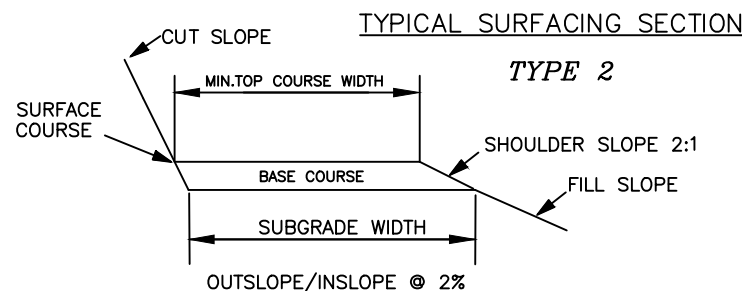 TYPICAL SURFACING SECTION
TYPE 2
CUT SLOPE
MIN.TOP COURSE WIDTH
SURFACE
COURSE
SHOULDER SLOPE 2:1
BASE COURSE
FILL SLOPE
SUBGRADE WIDTH
OUTSLOPE/INSLOPE @ 2%